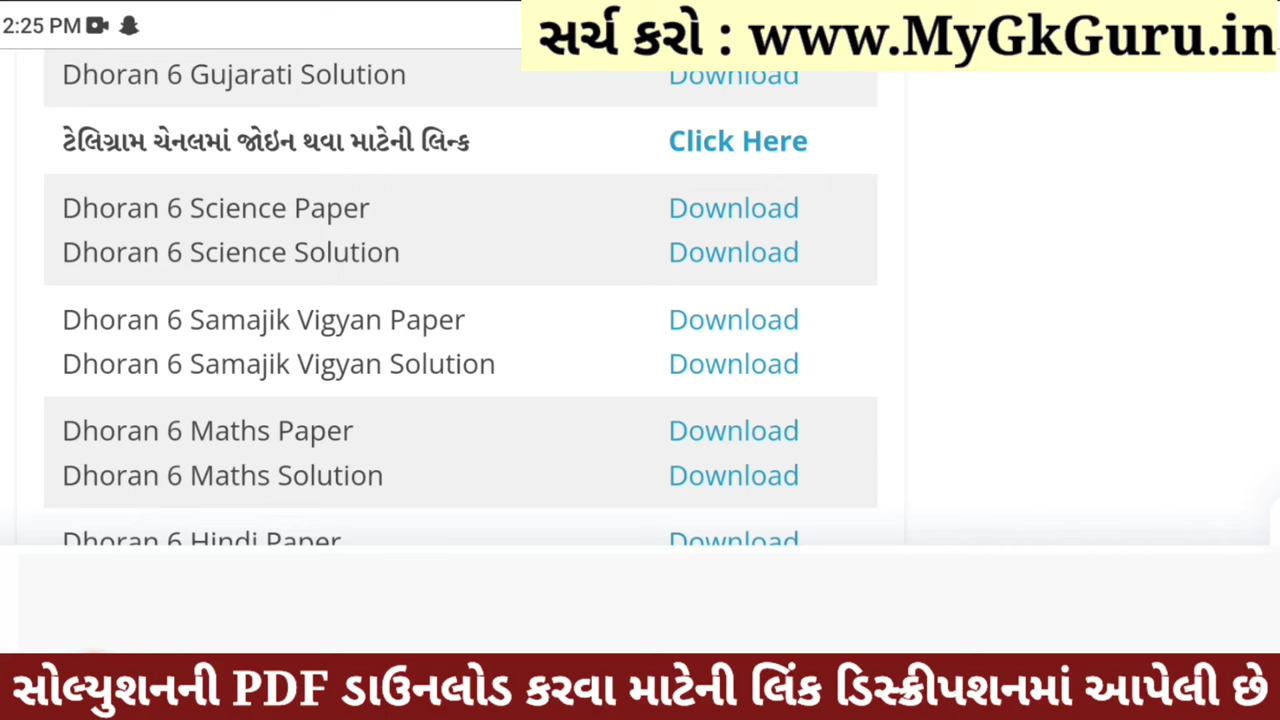 2:25 PM
સર્ચ કરો : www.MyGkGuru.in
Dhoran 6 Gujarati Solution Download
ટેલિગ્રામ ચેનલમાં જોઇન થવા માટેની લિન્ક Click Here
Dhoran 6 Science Paper Download
Dhoran 6 Science Solution Download
Dhoran 6 Samajik Vigyan Paper Download
Dhoran 6 Samajik Vigyan Solution Download
Dhoran 6 Maths Paper Download
Dhoran 6 Maths Solution Download
Dhoran 6 Hindi Paper Download
સોલ્યુશનની PDF ડાઉનલોડ કરવા માટેની લિંક ડિસ્ક્રીપશનમાં આપેલી છે